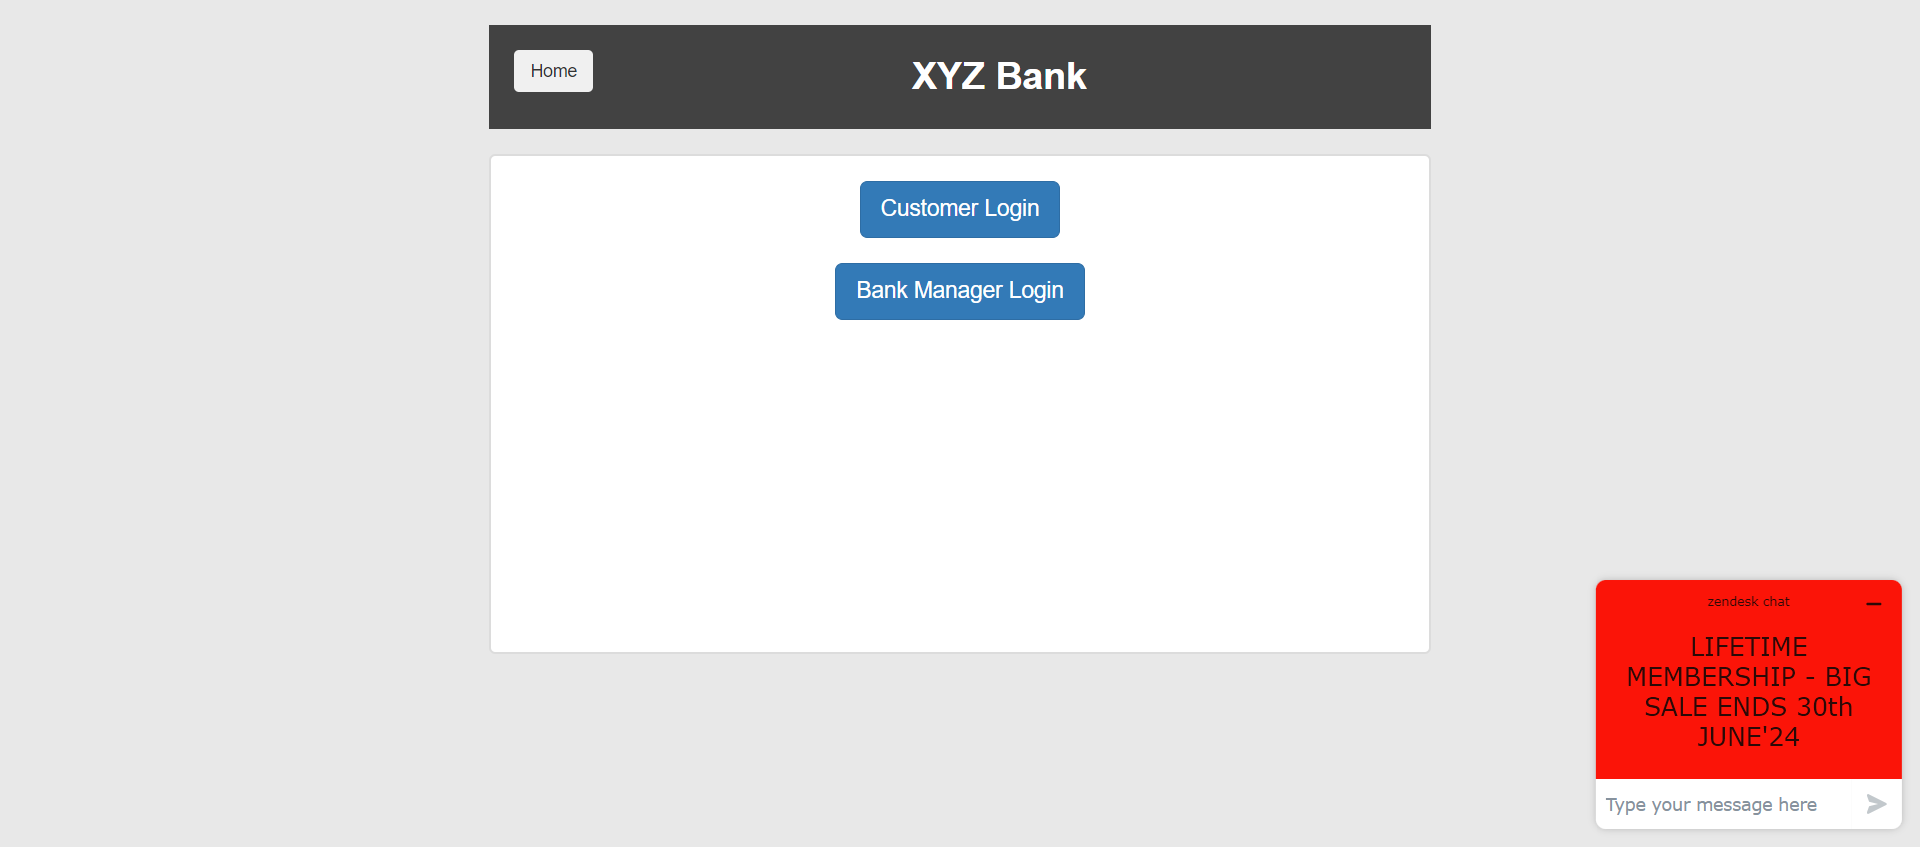 Home
XYZ Bank
Customer Login
Bank Manager Login
zendesk chat
LIFETIME
MEMBERSHIP - BIG
SALE ENDS 30th
JUNE'24
Type your message here